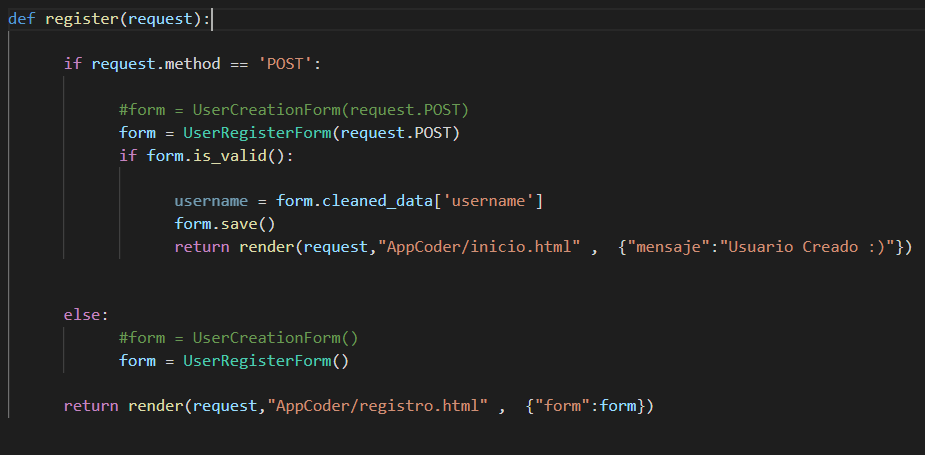 def register(request):
if request.method == 'POST':
#form = UserCreationForm(request.POST)
form = UserRegisterForm(request.POST)
if form.is_valid():
username = form.cleaned_data['username']
form.save()
return render(request,"AppCoder/inicio.html" ,  {"mensaje":"Usuario Creado :)"})
else:
#form = UserCreationForm()
form = UserRegisterForm()
return render(request,"AppCoder/registro.html" ,  {"form":form})